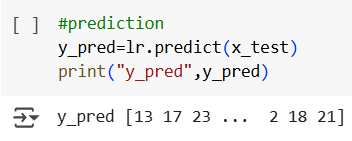 [ ] #prediction
y_pred=lr.predict(x_test)
print("y_pred",y_pred)
y_pred [13 17 23 ...  2 18 21]